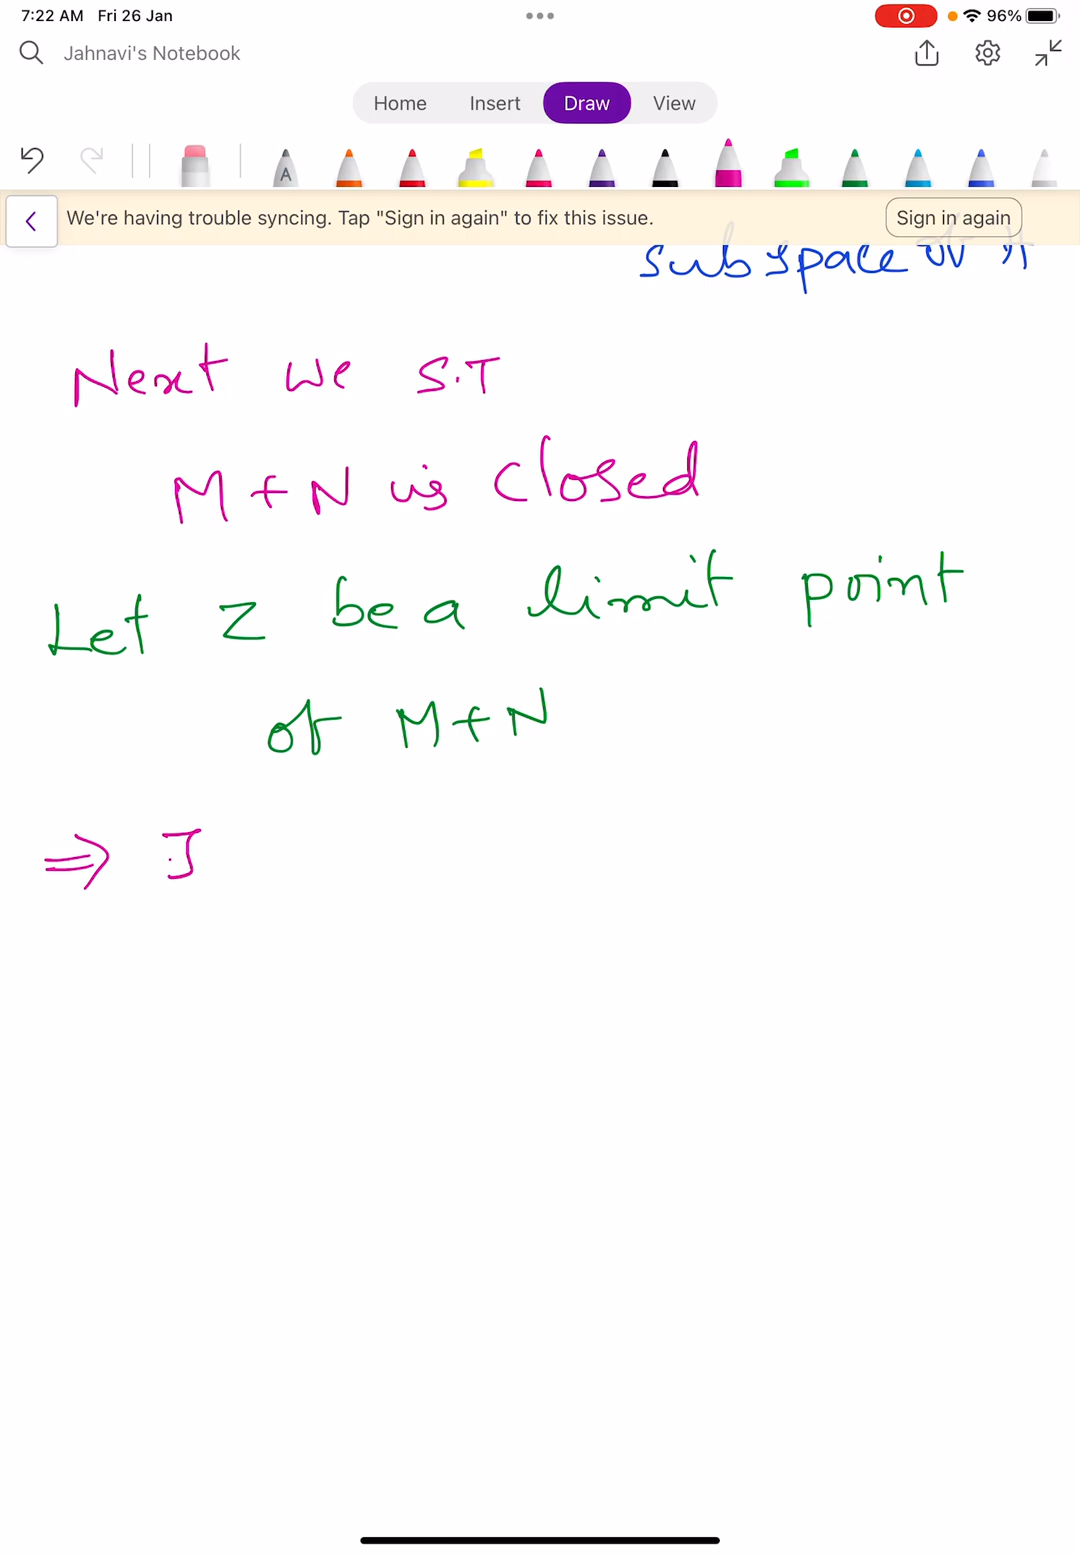 7:22 AM Fri 26 Jan
96%
Jahnavi's Notebook
Home Insert Draw View
A
We're having trouble syncing. Tap "Sign in again" to fix this issue.
Sign in again
subspace of H
Next we S.T
M + N is closed
Let z be a limit point
of M + N
⇒ ∃